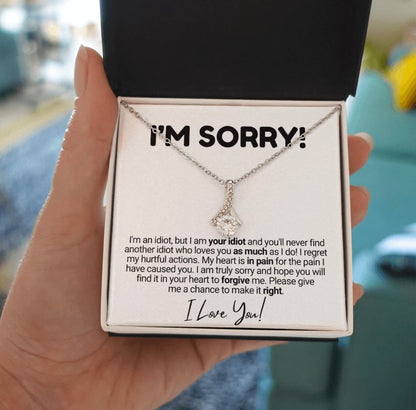 I'M SORRY!
I'm an idiot, but I am your idiot and you'll never find
another idiot who loves you as much as I do! I regret
my hurtful actions. My heart is in pain for the pain I
have caused you. I am truly sorry and hope you will
find it in your heart to forgive me. Please give
me a chance to make it right.
I Love You!